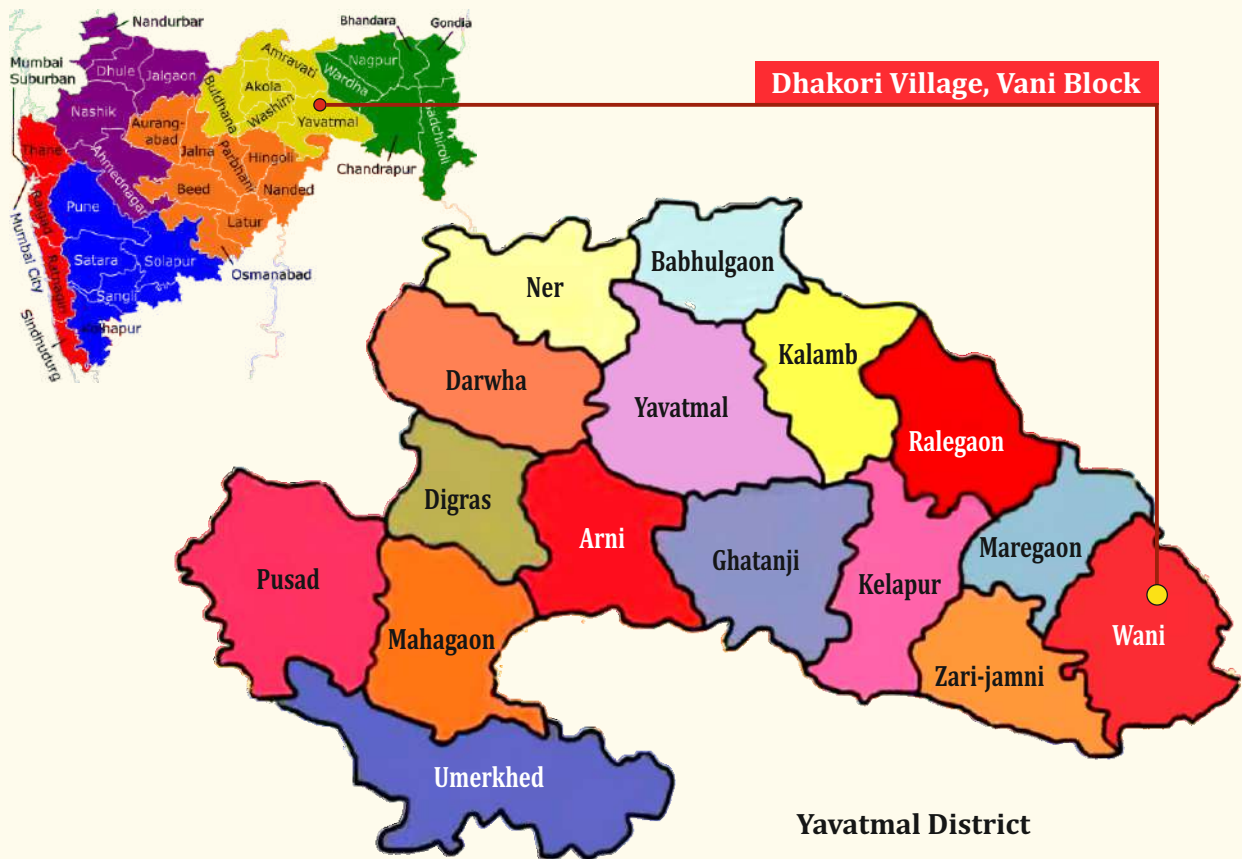 Nandurbar
Bhandara
Gondia
Mumbai
Suburban
Dhule
Jalgaon
Amravati
Nagpur
Wardha
Buldhana
Akola
Washim
Yavatmal
Nashik
Aurang-
abad
Jalna
Parbhani
Hingoli
Gadchiroli
Thane
Ahmednagar
Beed
Nanded
Chandrapur
Raigad
Pune
Latur
Mumbai City
Ratnagiri
Satara
Solapur
Osmanabad
Sangli
Kolhapur
Sindhudurg
Dhakori Village, Vani Block
Ner
Babhulgaon
Darwha
Yavatmal
Kalamb
Ralegaon
Digras
Arni
Ghatanji
Kelapur
Maregaon
Pusad
Mahagaon
Wani
Zari-jamni
Umerkhed
Yavatmal District